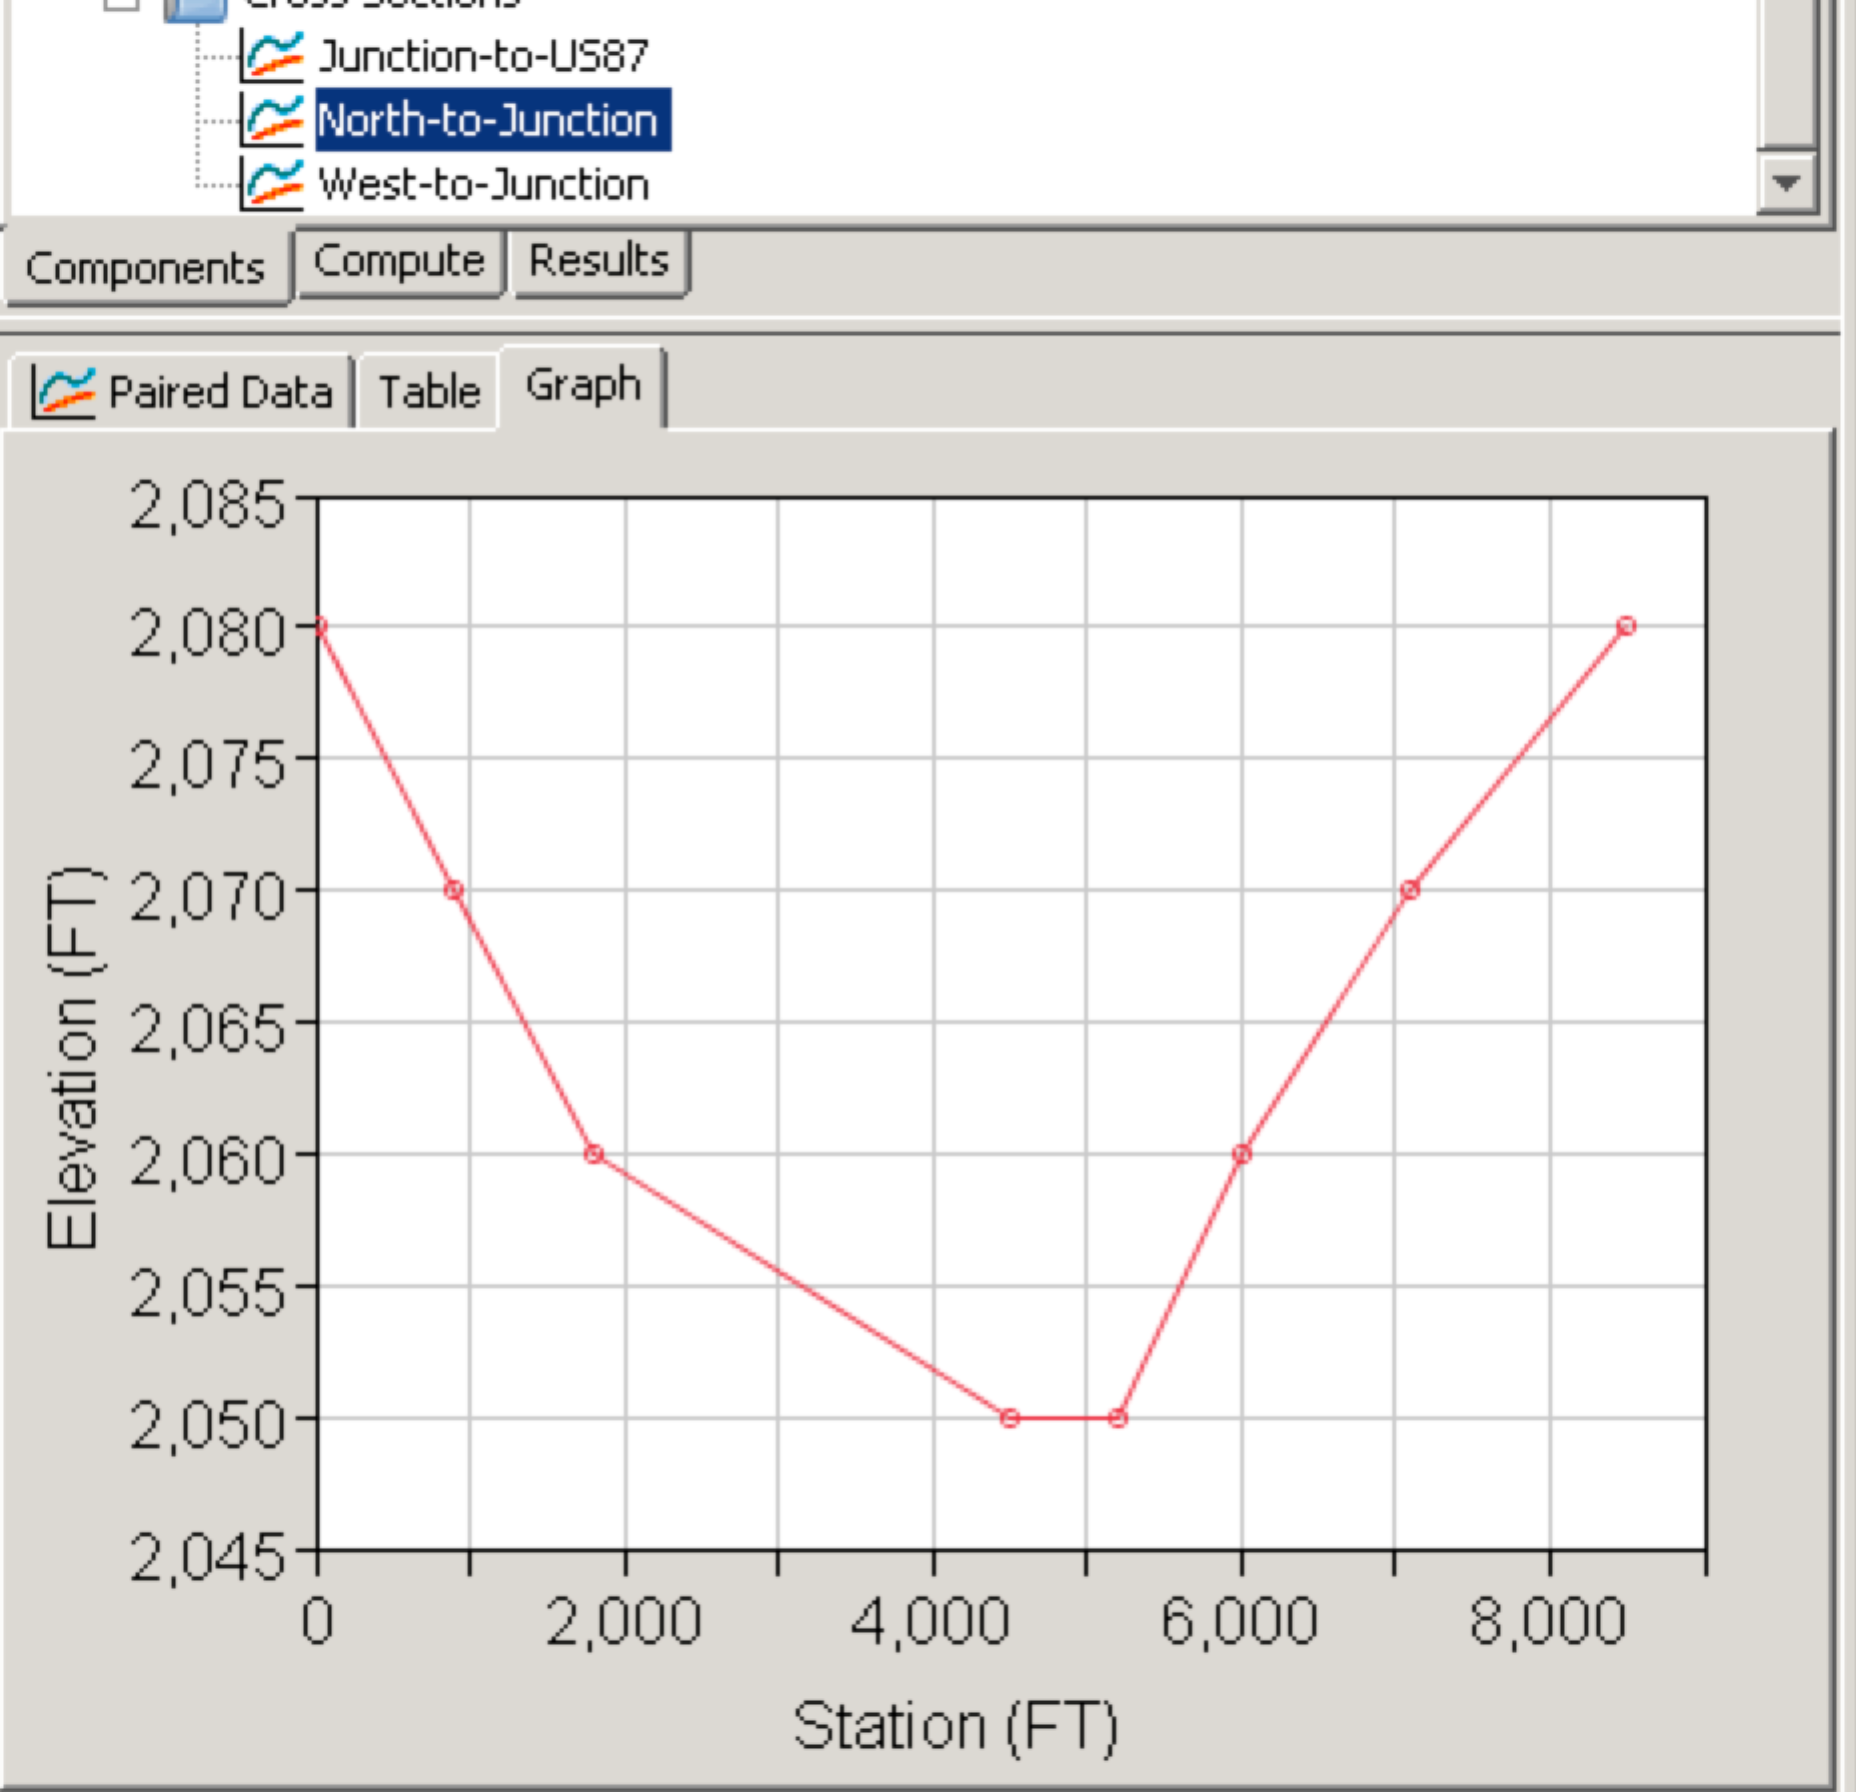 Cross Sections
Junction-to-US87
North-to-Junction
West-to-Junction
Components Compute Results
Paired Data Table Graph
2,085
2,080
2,075
2,070
2,065
2,060
2,055
2,050
2,045
Elevation (FT)
0 2,000 4,000 6,000 8,000
Station (FT)